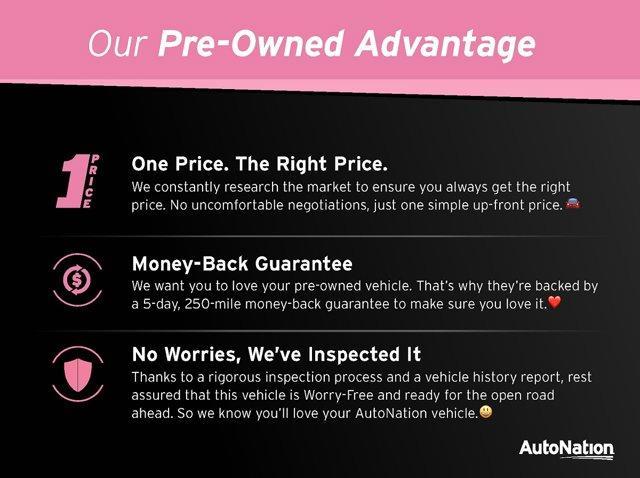 Our Pre-Owned Advantage
1 PRICE
One Price. The Right Price.
We constantly research the market to ensure you always get the right
price. No uncomfortable negotiations, just one simple up-front price. 🚘
$
Money-Back Guarantee
We want you to love your pre-owned vehicle. That's why they're backed by
a 5-day, 250-mile money-back guarantee to make sure you love it.❤️
No Worries, We've Inspected It
Thanks to a rigorous inspection process and a vehicle history report, rest
assured that this vehicle is Worry-Free and ready for the open road
ahead. So we know you'll love your AutoNation vehicle.😃
AutoNation